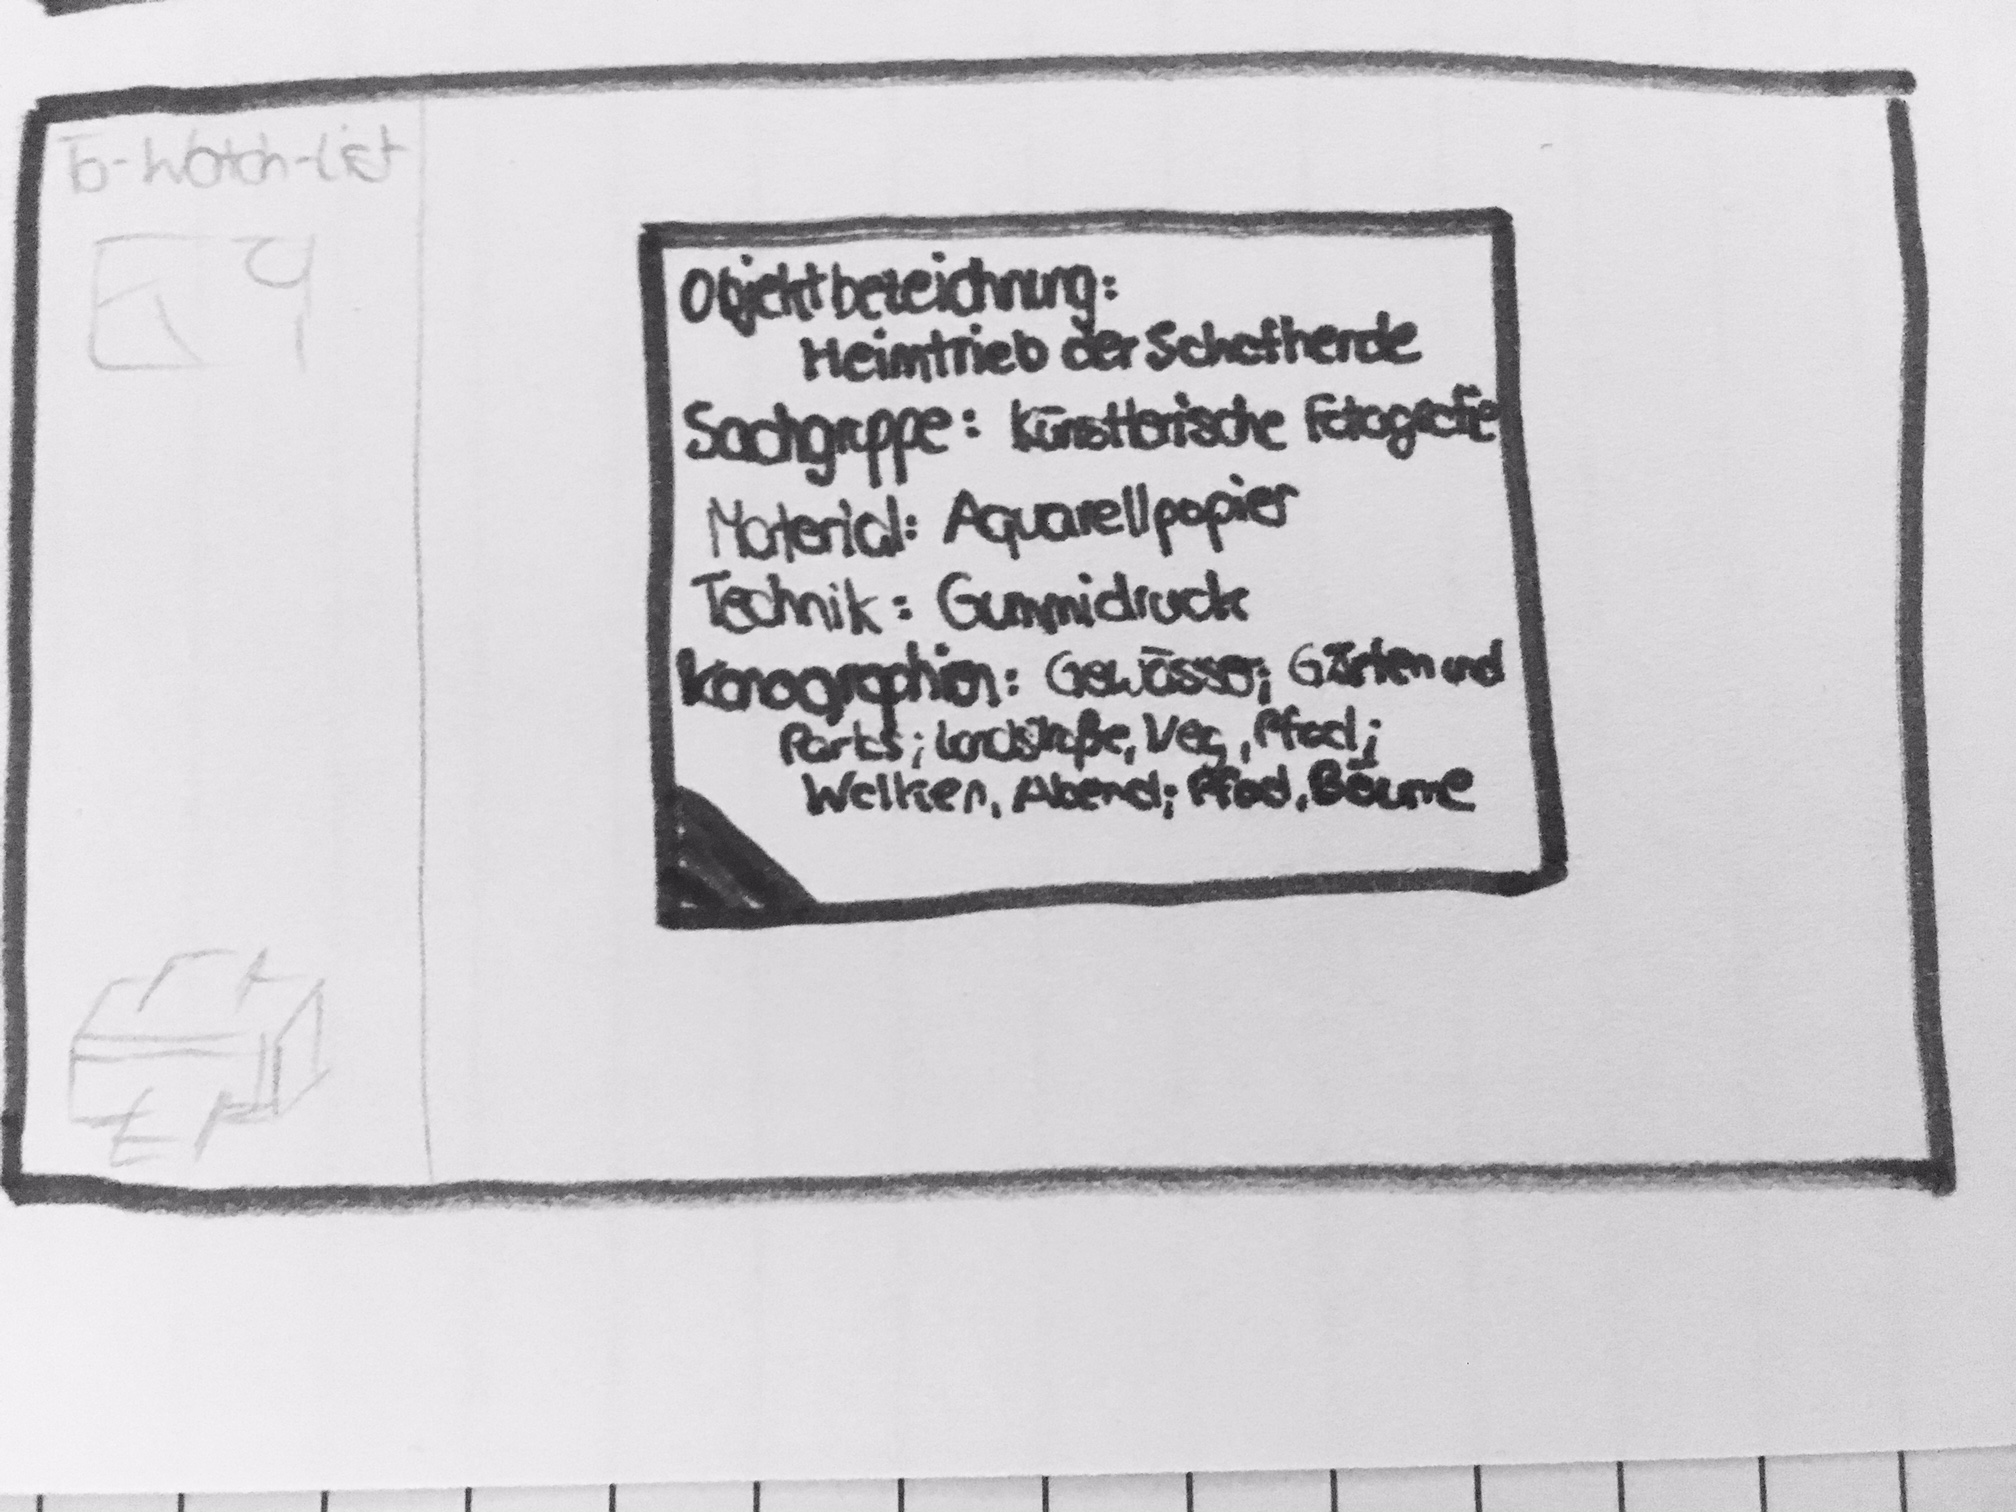 To-Watch-List
Objektbezeichnung:
Heimtrieb der Schafherde
Sachgruppe: Künstlerische Fotografie
Material: Aquarellpapier
Technik: Gummidruck
Ikonographien: Gewässer; Gärten und
Parks; Landstraße, Weg, Pfad;
Wolken, Abend; Pfad, Bäume